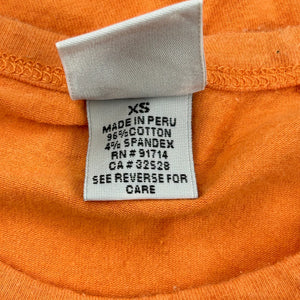 XS
MADE IN PERU
96% COTTON
4% SPANDEX
RN # 91714
CA # 32528
SEE REVERSE FOR
CARE